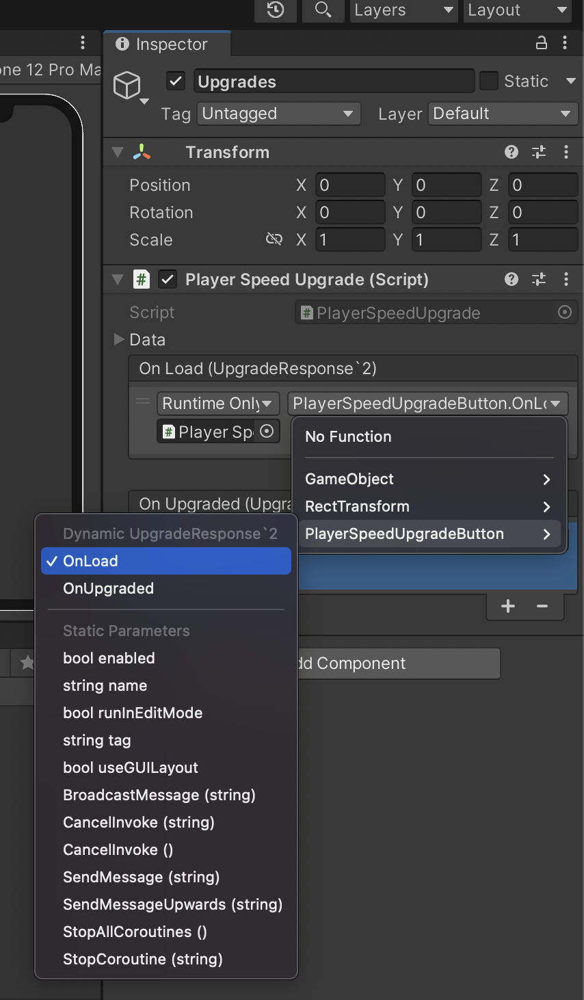 Layers
Layout
Inspector
one 12 Pro Ma
Upgrades
Static
Tag Untagged
Layer Default
Transform
Position X 0 Y 0 Z 0
Rotation X 0 Y 0 Z 0
Scale X 1 Y 1 Z 1
# Player Speed Upgrade (Script)
Script # PlayerSpeedUpgrade
Data
On Load (UpgradeResponse`2)
Runtime Only
PlayerSpeedUpgradeButton.OnLo
# Player Sp
No Function
GameObject
RectTransform
PlayerSpeedUpgradeButton
On Upgraded (Upgra
Dynamic UpgradeResponse`2
OnLoad
OnUpgraded
Static Parameters
bool enabled
string name
bool runInEditMode
string tag
bool useGUILayout
BroadcastMessage (string)
CancelInvoke (string)
CancelInvoke ()
SendMessage (string)
SendMessageUpwards (string)
StopAllCoroutines ()
StopCoroutine (string)
+ −
dd Component